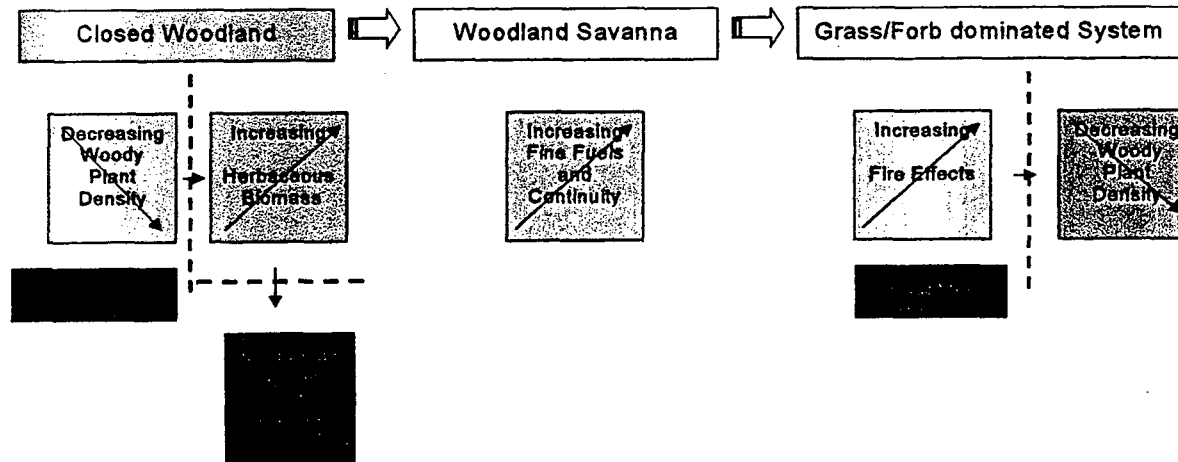 Closed Woodland
Woodland Savanna
Grass/Forb dominated System
Decreasing
Woody
Plant
Density
Increasing
Herbaceous
Biomass
Increasing
Fine Fuels
and
Continuity
Increasing
Fire Effects
Decreasing
Woody
Plant
Density